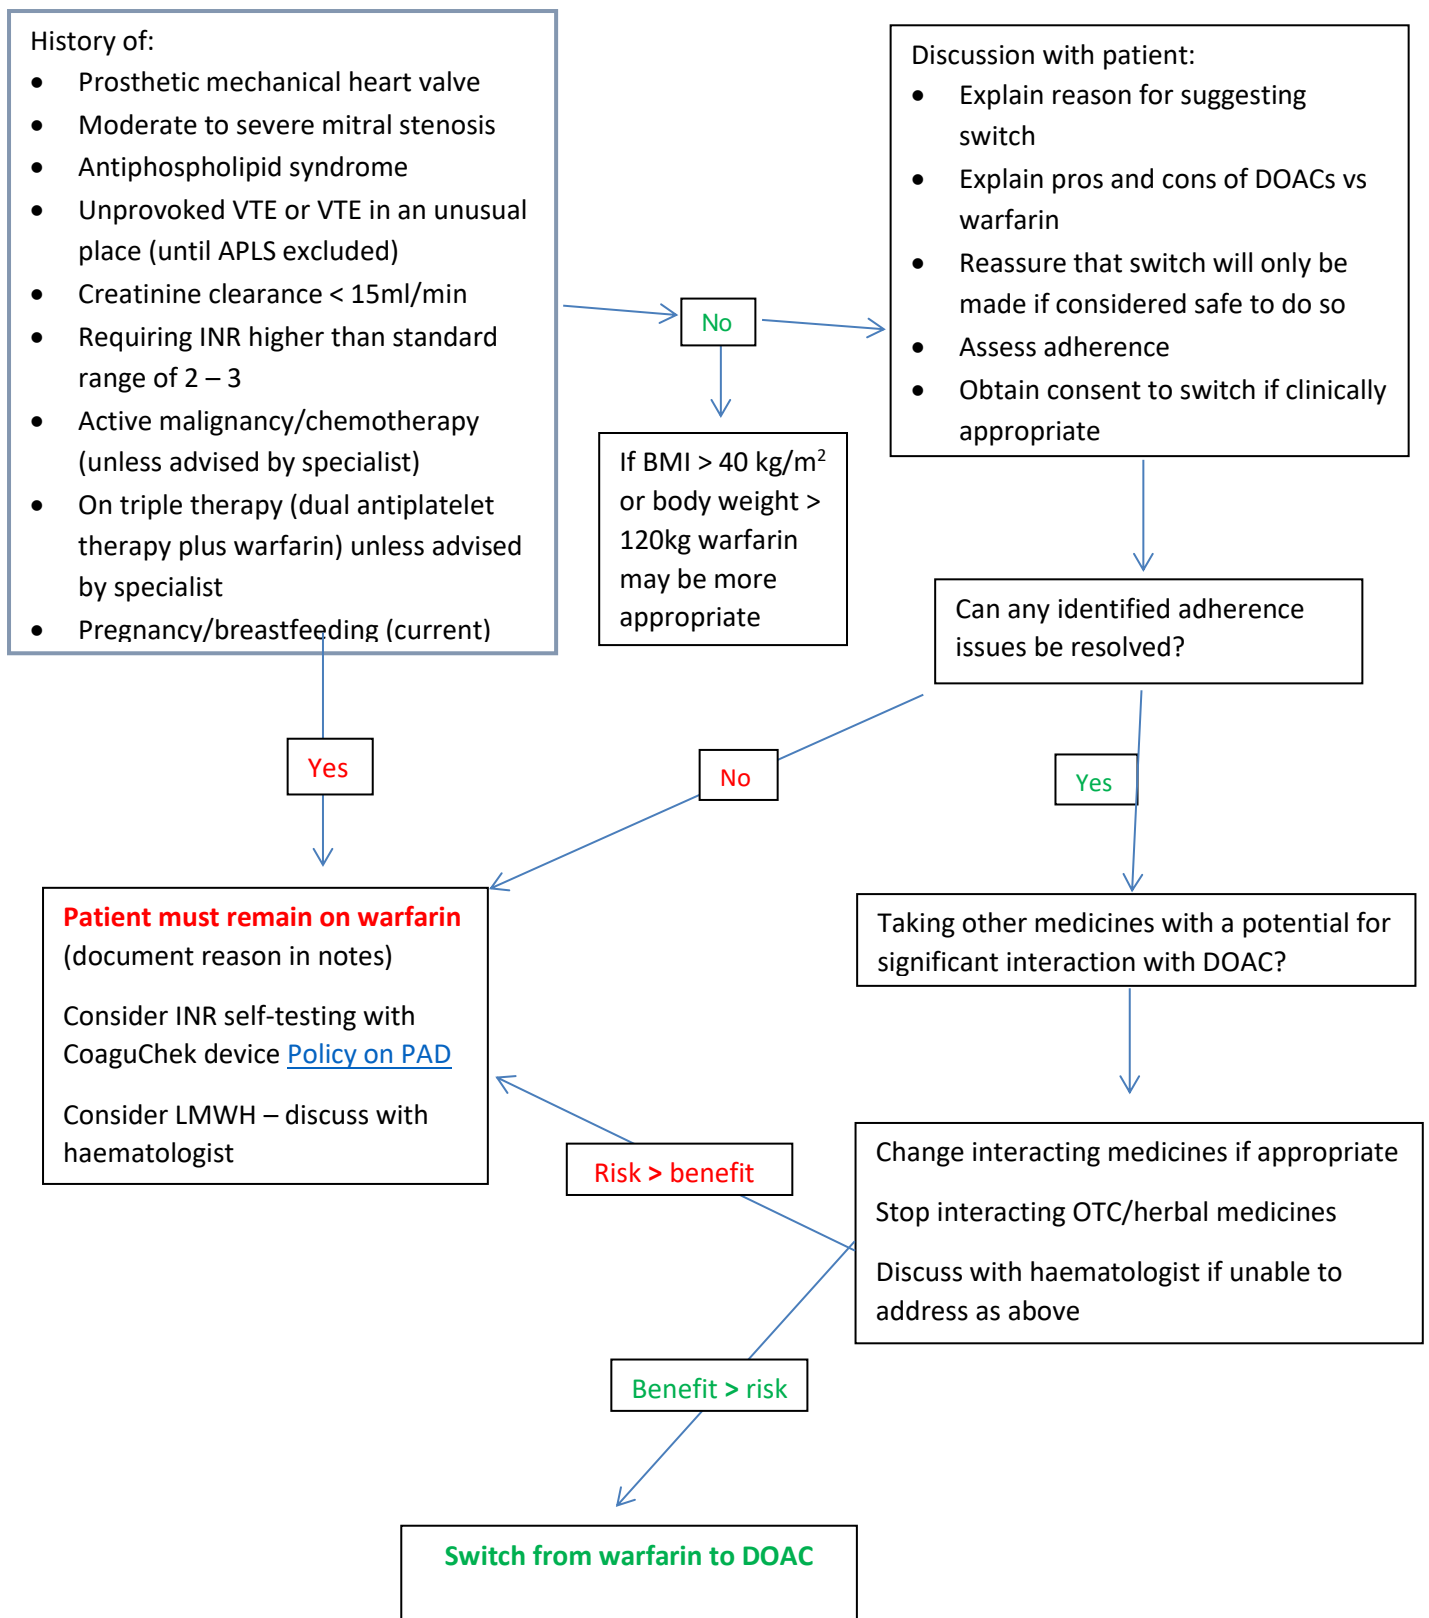 History of:
• Prosthetic mechanical heart valve
• Moderate to severe mitral stenosis
• Antiphospholipid syndrome
• Unprovoked VTE or VTE in an unusual
place (until APLS excluded)
• Creatinine clearance < 15ml/min
• Requiring INR higher than standard
range of 2 – 3
• Active malignancy/chemotherapy
(unless advised by specialist)
• On triple therapy (dual antiplatelet
therapy plus warfarin) unless advised
by specialist
• Pregnancy/breastfeeding (current)
No
Discussion with patient:
• Explain reason for suggesting
switch
• Explain pros and cons of DOACs vs
warfarin
• Reassure that switch will only be
made if considered safe to do so
• Assess adherence
• Obtain consent to switch if clinically
appropriate
If BMI > 40 kg/m²
or body weight >
120kg warfarin
may be more
appropriate
Can any identified adherence
issues be resolved?
Yes
No
Yes
Patient must remain on warfarin
(document reason in notes)
Consider INR self-testing with
CoaguChek device Policy on PAD
Consider LMWH – discuss with
haematologist
Taking other medicines with a potential for
significant interaction with DOAC?
Change interacting medicines if appropriate
Stop interacting OTC/herbal medicines
Discuss with haematologist if unable to
address as above
Risk > benefit
Benefit > risk
Switch from warfarin to DOAC